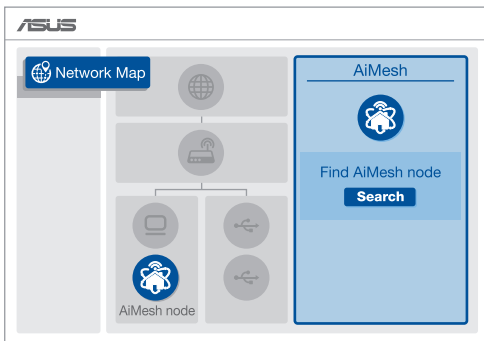 ASUS
Network Map
AiMesh
Find AiMesh node
Search
AiMesh node